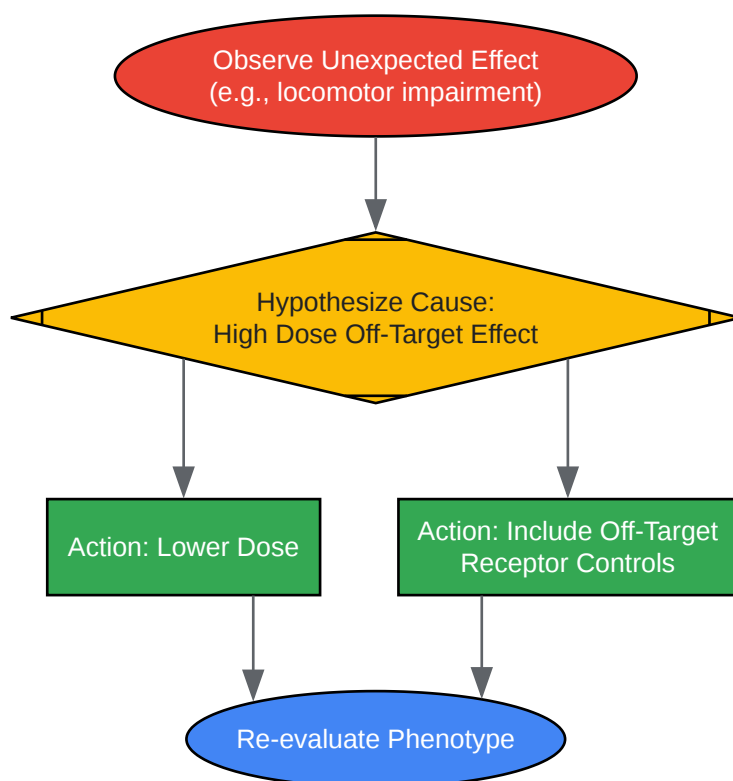 Observe Unexpected Effect
(e.g., locomotor impairment)
Hypothesize Cause:
High Dose Off-Target Effect
Action: Lower Dose
Action: Include Off-Target
Receptor Controls
Re-evaluate Phenotype